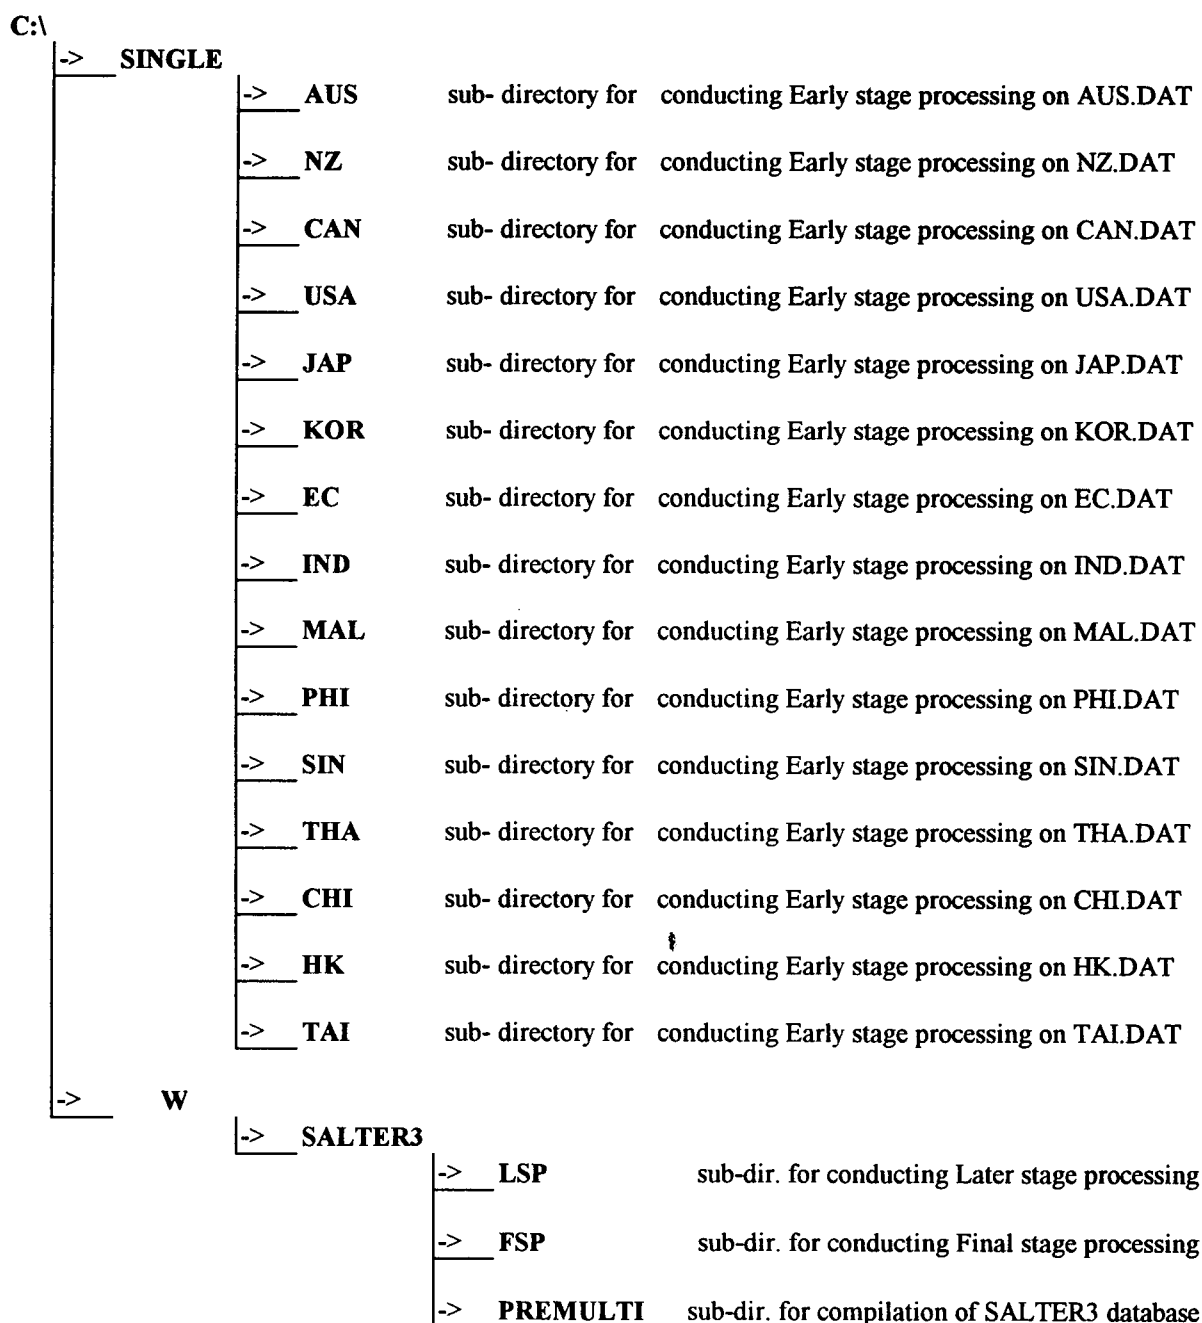 C:\
-> SINGLE
-> AUS sub- directory for conducting Early stage processing on AUS.DAT
-> NZ sub- directory for conducting Early stage processing on NZ.DAT
-> CAN sub- directory for conducting Early stage processing on CAN.DAT
-> USA sub- directory for conducting Early stage processing on USA.DAT
-> JAP sub- directory for conducting Early stage processing on JAP.DAT
-> KOR sub- directory for conducting Early stage processing on KOR.DAT
-> EC sub- directory for conducting Early stage processing on EC.DAT
-> IND sub- directory for conducting Early stage processing on IND.DAT
-> MAL sub- directory for conducting Early stage processing on MAL.DAT
-> PHI sub- directory for conducting Early stage processing on PHI.DAT
-> SIN sub- directory for conducting Early stage processing on SIN.DAT
-> THA sub- directory for conducting Early stage processing on THA.DAT
-> CHI sub- directory for conducting Early stage processing on CHI.DAT
-> HK sub- directory for conducting Early stage processing on HK.DAT
-> TAI sub- directory for conducting Early stage processing on TAI.DAT
-> W
-> SALTER3
-> LSP sub-dir. for conducting Later stage processing
-> FSP sub-dir. for conducting Final stage processing
-> PREMULTI sub-dir. for compilation of SALTER3 database